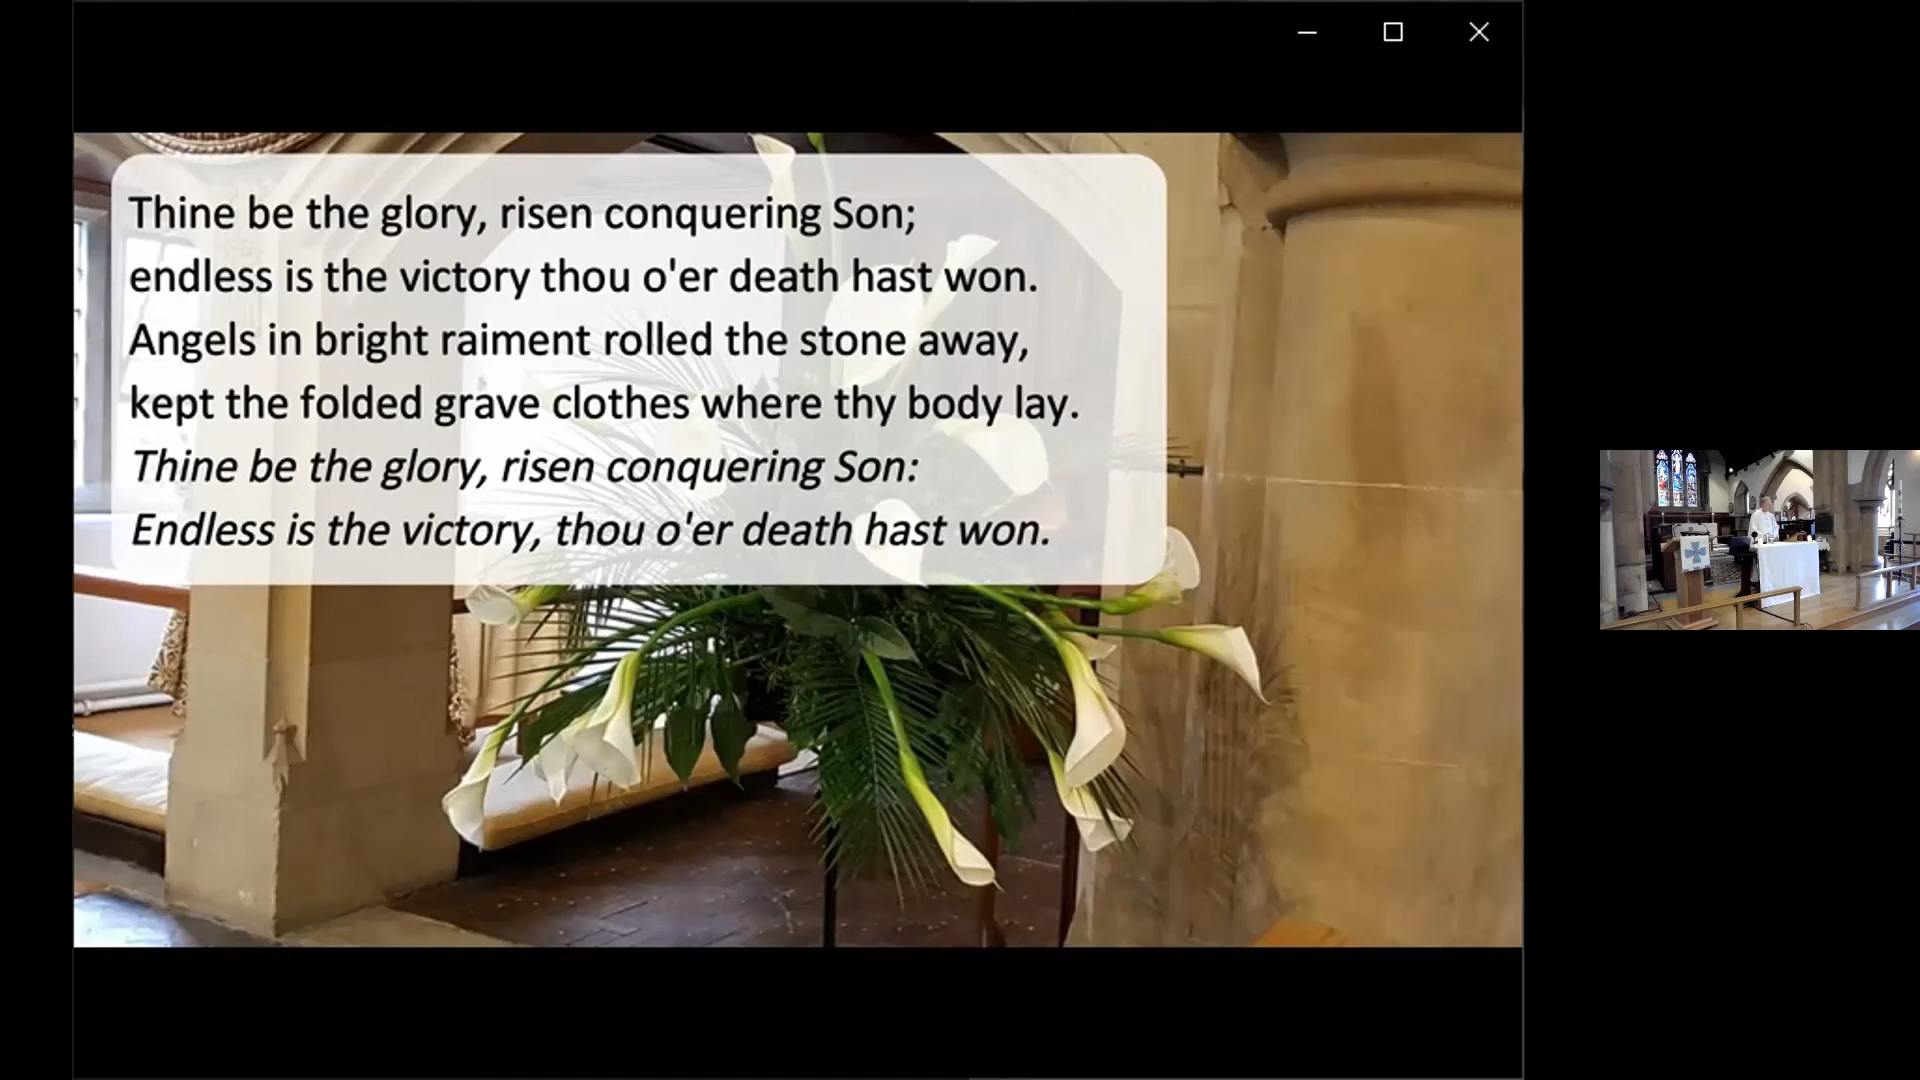 Thine be the glory, risen conquering Son;
endless is the victory thou o'er death hast won.
Angels in bright raiment rolled the stone away,
kept the folded grave clothes where thy body lay.
Thine be the glory, risen conquering Son:
Endless is the victory, thou o'er death hast won.